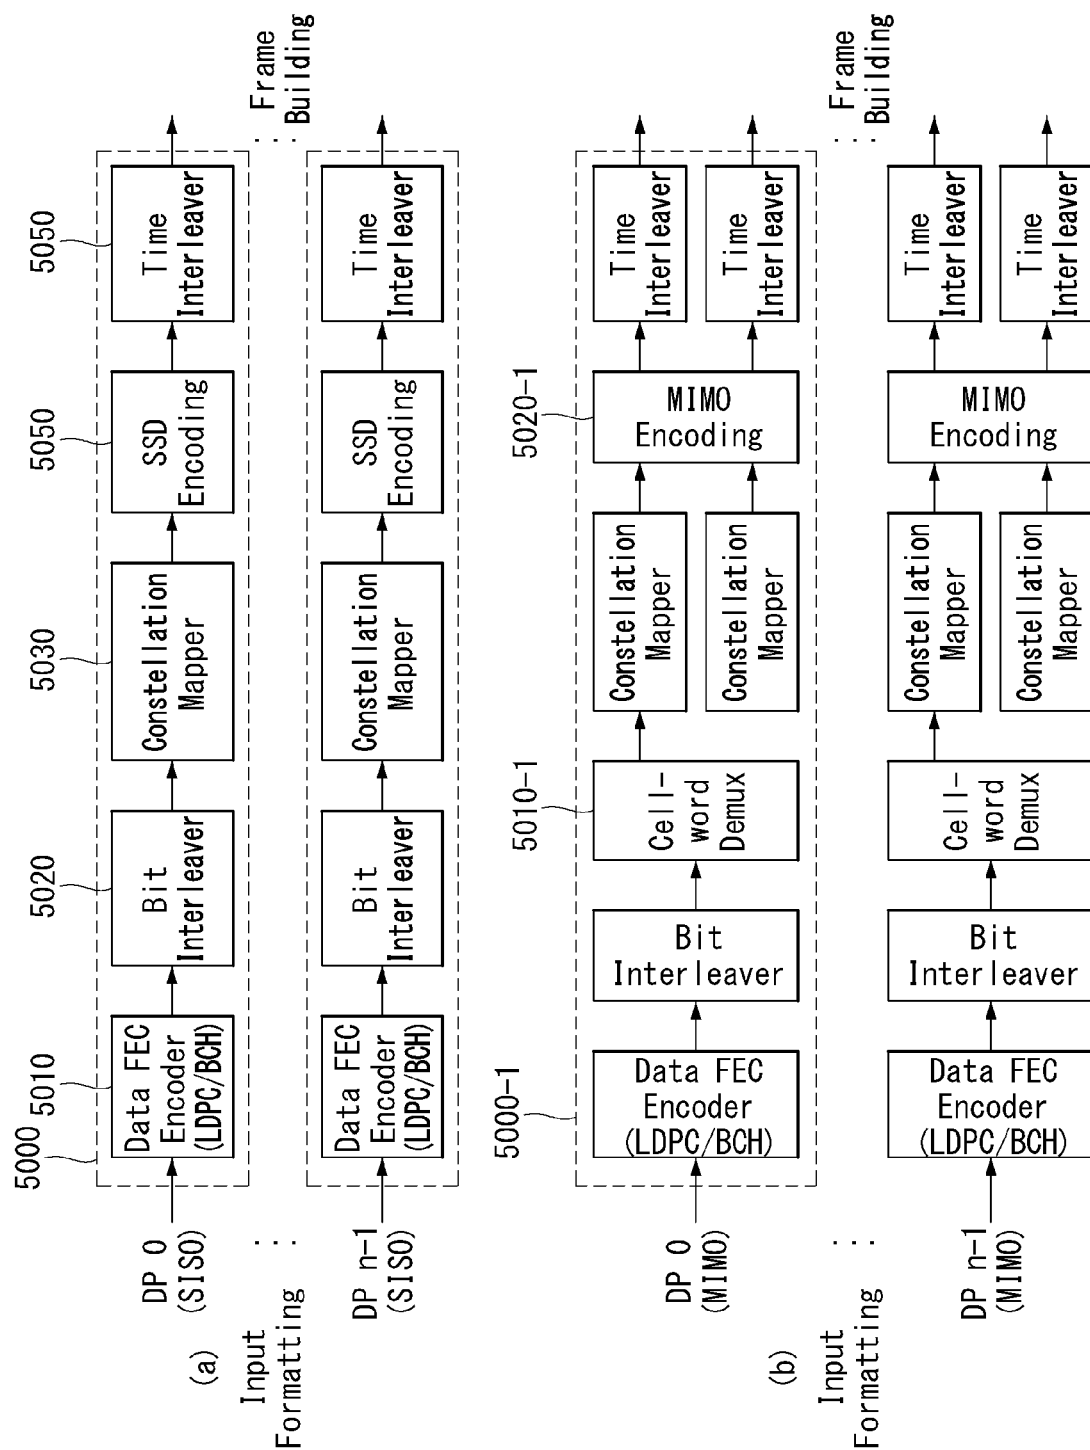 (a)
Input
Formatting
DP 0
(SISO)
5000
5010
Data FEC
Encoder
(LDPC/BCH)
5020
Bit
Interleaver
5030
Constellation
Mapper
5050
SSD
Encoding
5050
Time
Interleaver
...
Frame
Building
...
DP n-1
(SISO)
Data FEC
Encoder
(LDPC/BCH)
Bit
Interleaver
Constellation
Mapper
SSD
Encoding
Time
Interleaver
(b)
Input
Formatting
DP 0
(MIMO)
5000-1
Data FEC
Encoder
(LDPC/BCH)
Bit
Interleaver
5010-1
Cell-
word
Demux
Constellation
Mapper
Constellation
Mapper
5020-1
MIMO
Encoding
Time
Interleaver
Time
Interleaver
...
Frame
Building
...
DP n-1
(MIMO)
Data FEC
Encoder
(LDPC/BCH)
Bit
Interleaver
Cell-
word
Demux
Constellation
Mapper
Constellation
Mapper
MIMO
Encoding
Time
Interleaver
Time
Interleaver